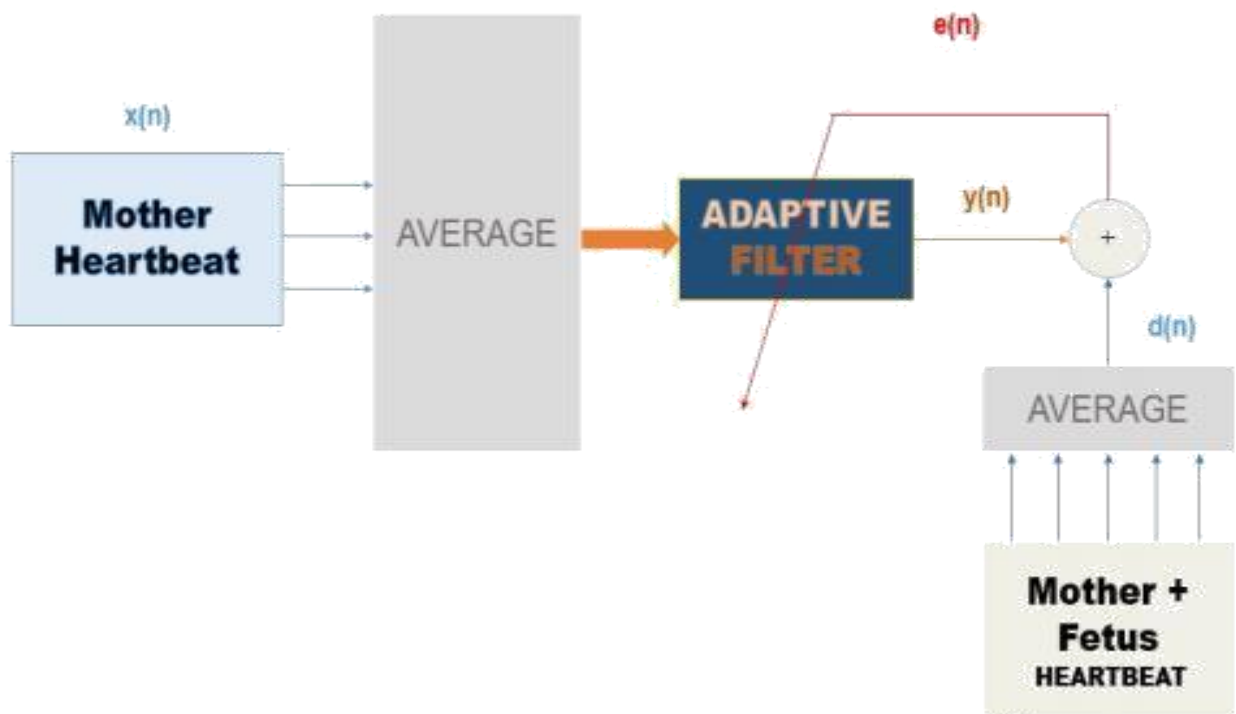 e(n)
x(n)
Mother
Heartbeat
AVERAGE
ADAPTIVE
FILTER
y(n)
+
d(n)
AVERAGE
Mother +
Fetus
HEARTBEAT